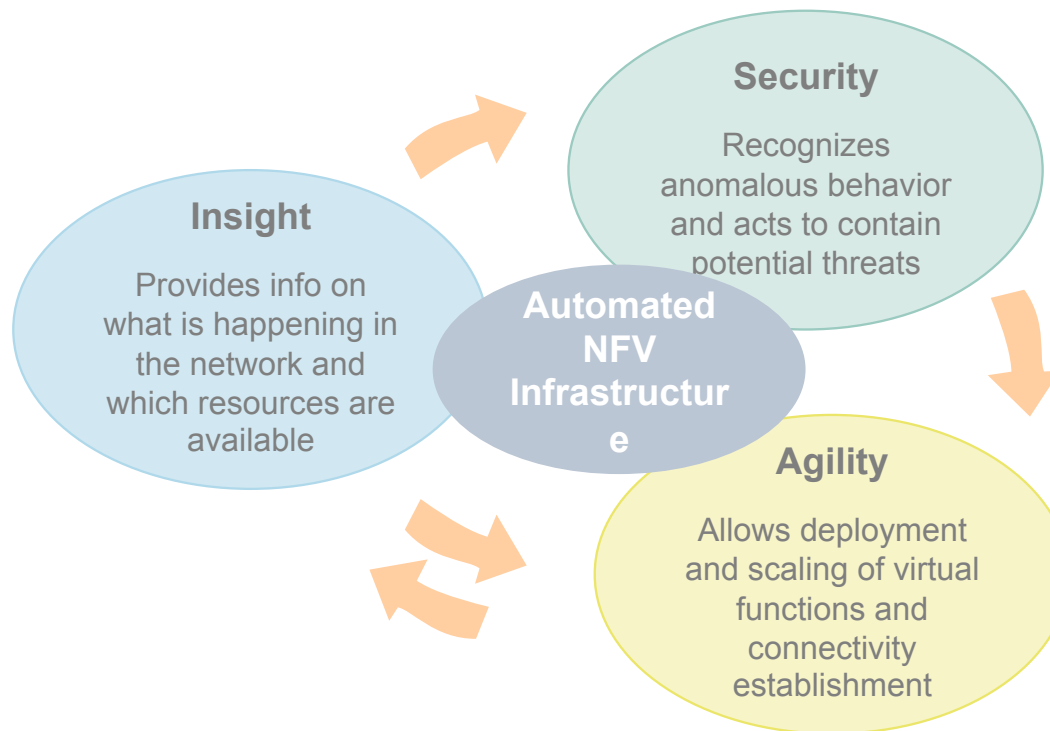 Security
Recognizes
anomalous behavior
and acts to contain
potential threats
Insight
Provides info on
what is happening in
the network and
which resources are
available
Automated
NFV
Infrastructur
e
Agility
Allows deployment
and scaling of virtual
functions and
connectivity
establishment